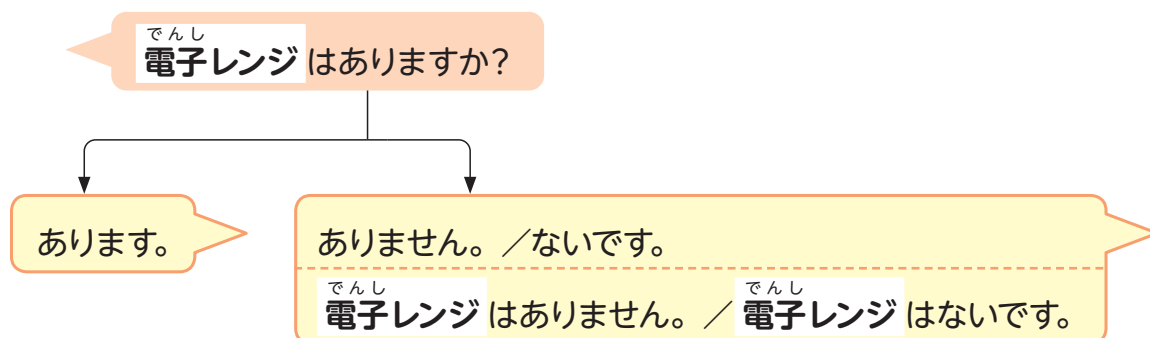 でんし
電子レンジはありますか?
あります。
ありません。／ないです。
でんし でんし
電子レンジはありません。／電子レンジはないです。